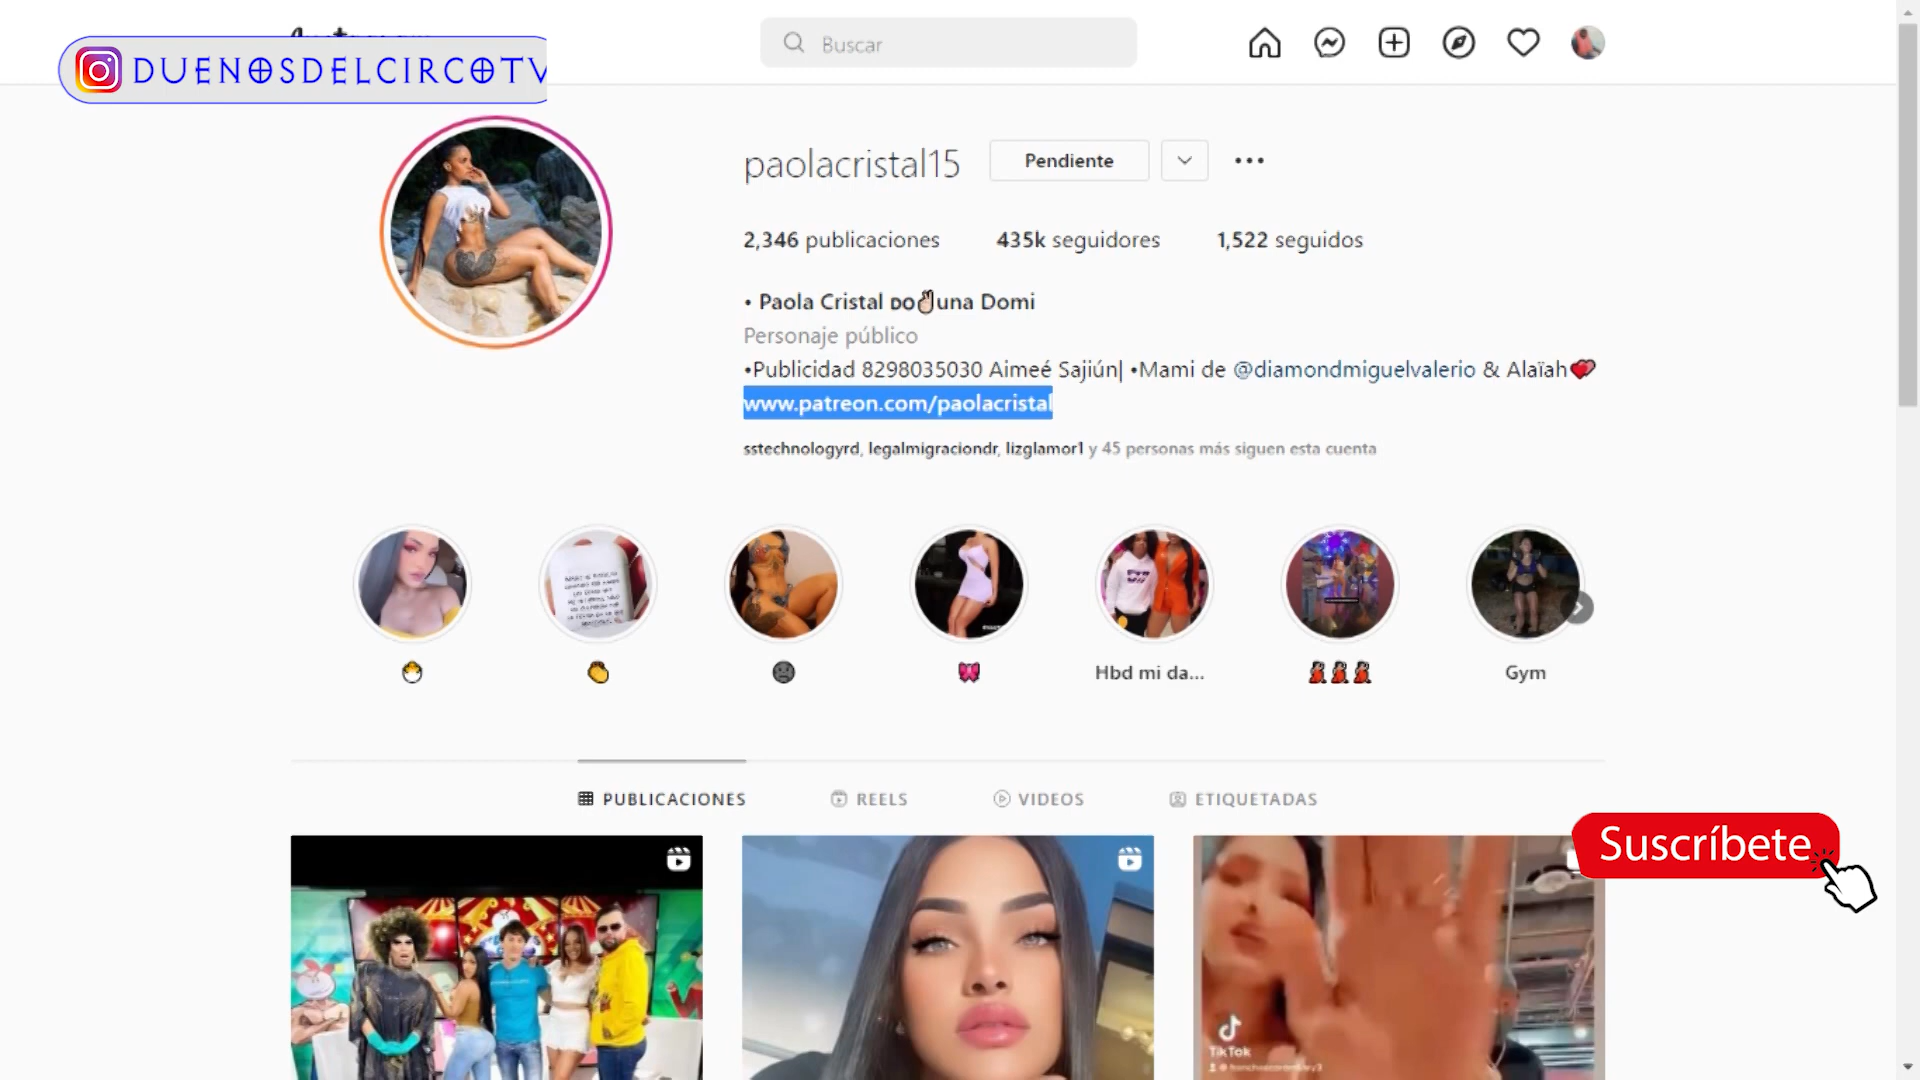 Buscar
DUENOSDELCIRCOTV
paolacristal15
Pendiente
2,346 publicaciones 435k seguidores 1,522 seguidos
• Paola Cristal DO✌🏻una Domi
Personaje público
•Publicidad 8298035030 Aimeé Sajiún| •Mami de @diamondmiguelvalerio & Alaïah💕
www.patreon.com/paolacristal
sstechnologyrd, legalmigraciondr, lizglamor1 y 45 personas más siguen esta cuenta
Hbd mi da...
Gym
PUBLICACIONES
REELS
VIDEOS
ETIQUETADAS
Suscríbete
TikTok